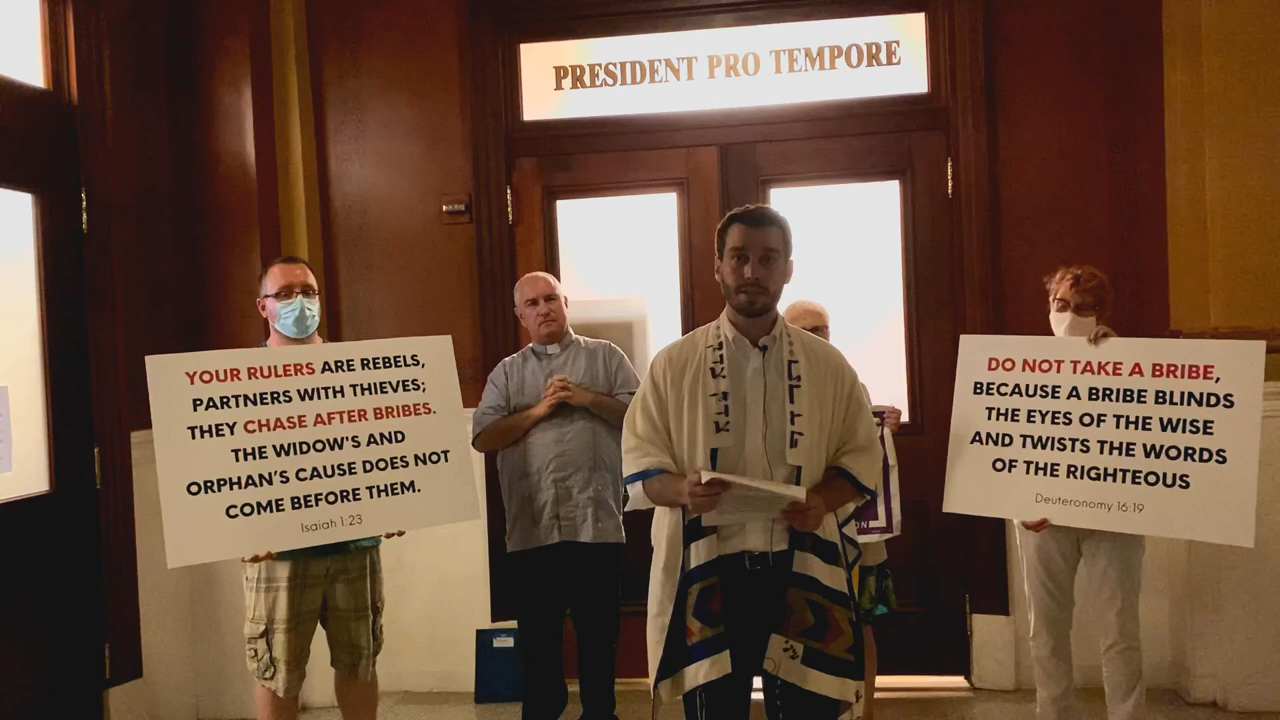 PRESIDENT PRO TEMPORE
YOUR RULERS ARE REBELS,
PARTNERS WITH THIEVES;
THEY CHASE AFTER BRIBES.
THE WIDOW'S AND
ORPHAN'S CAUSE DOES NOT
COME BEFORE THEM.
Isaiah 1:23
DO NOT TAKE A BRIBE,
BECAUSE A BRIBE BLINDS
THE EYES OF THE WISE
AND TWISTS THE WORDS
OF THE RIGHTEOUS
Deuteronomy 16:19
ON